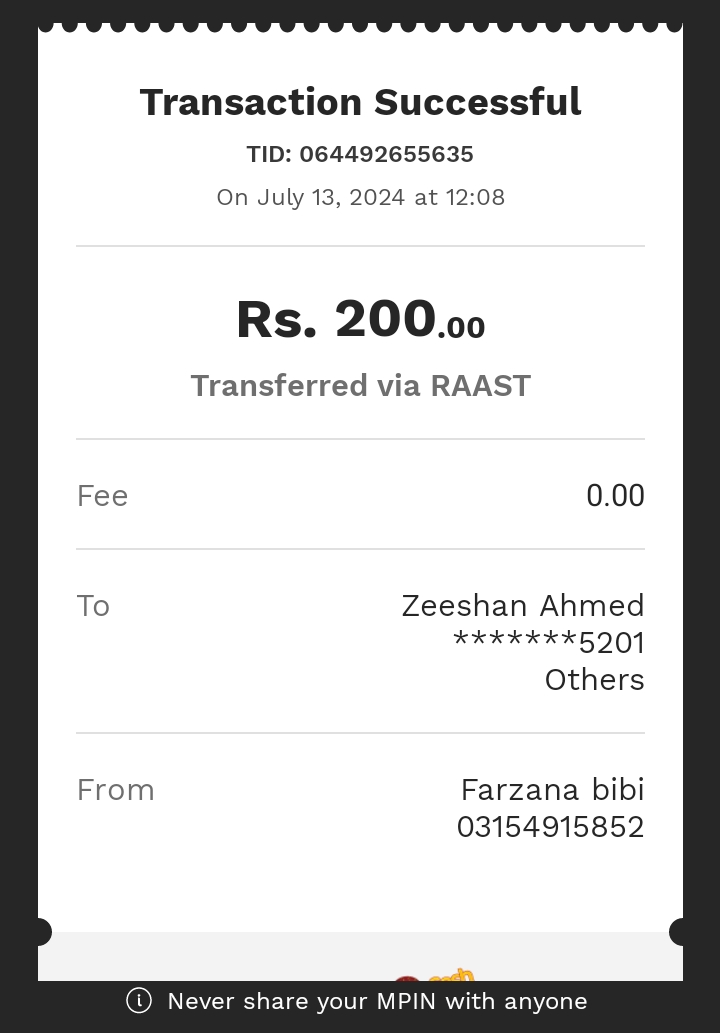 Transaction Successful
TID: 064492655635
On July 13, 2024 at 12:08
Rs. 200.00
Transferred via RAAST
Fee 0.00
To Zeeshan Ahmed
*******5201
Others
From Farzana bibi
03154915852
Never share your MPIN with anyone